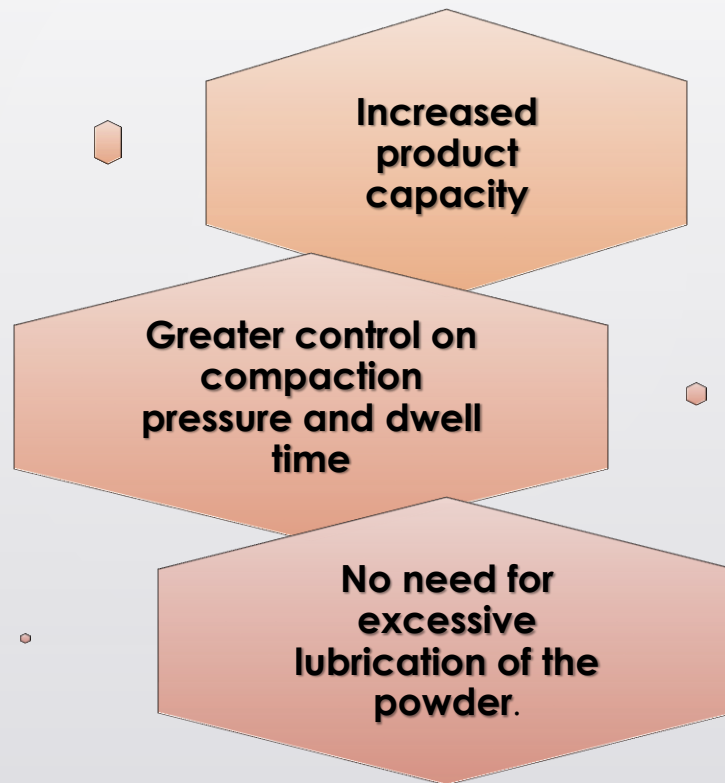 Increased
product
capacity
Greater control on
compaction
pressure and dwell
time
No need for
excessive
lubrication of the
powder.